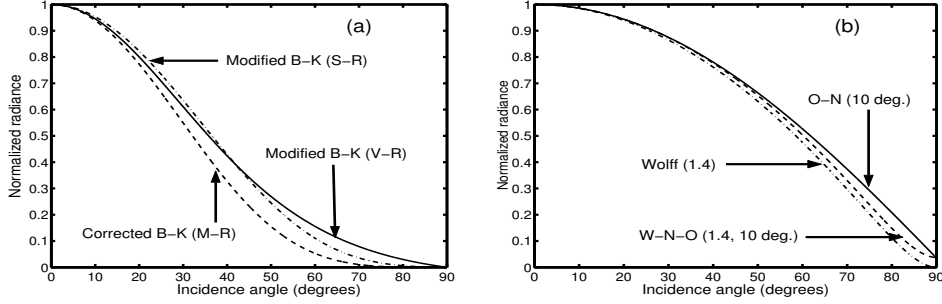 (a)
Modified B–K (S–R)
Modified B–K (V–R)
Corrected B–K (M–R)
Normalized radiance
1
0.9
0.8
0.7
0.6
0.5
0.4
0.3
0.2
0.1
0
0 10 20 30 40 50 60 70 80 90
Incidence angle (degrees)
(b)
O–N (10 deg.)
Wolff (1.4)
W–N–O (1.4, 10 deg.)
Normalized radiance
1
0.9
0.8
0.7
0.6
0.5
0.4
0.3
0.2
0.1
0
0 10 20 30 40 50 60 70 80 90
Incidence angle (degrees)